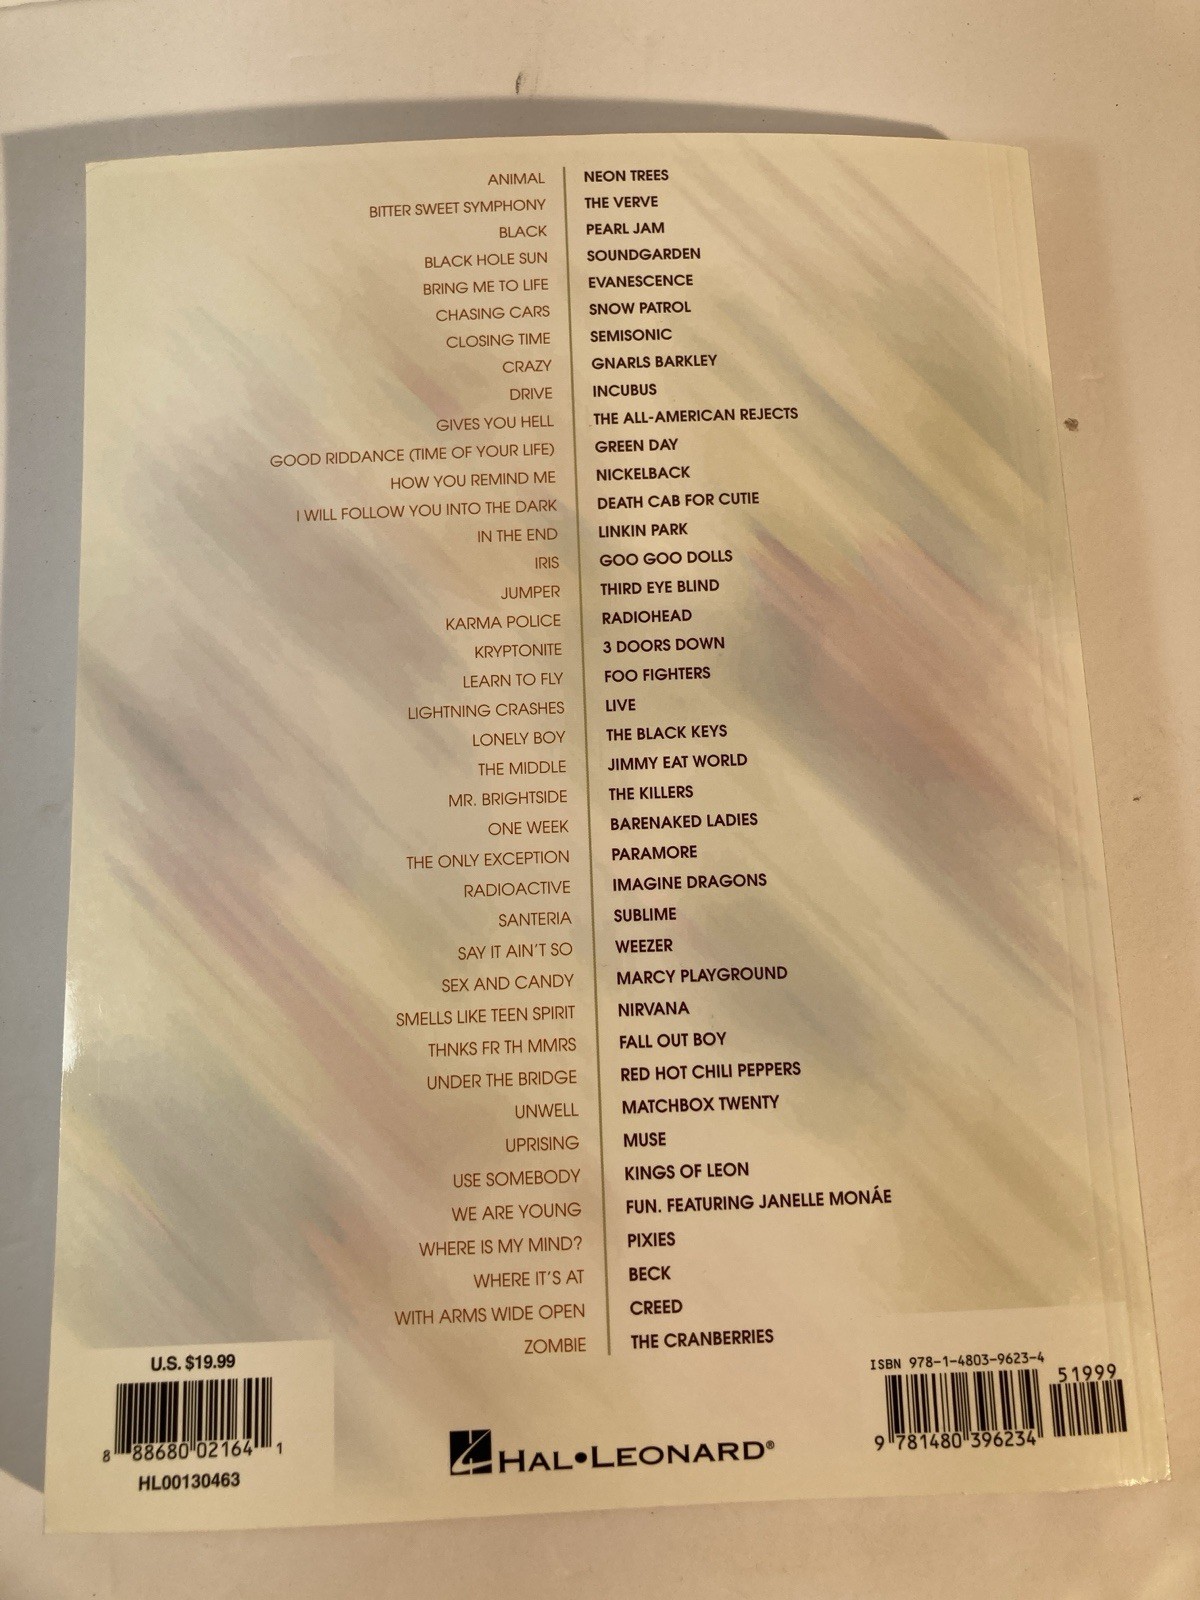 ANIMAL NEON TREES
BITTER SWEET SYMPHONY THE VERVE
BLACK PEARL JAM
BLACK HOLE SUN SOUNDGARDEN
BRING ME TO LIFE EVANESCENCE
CHASING CARS SNOW PATROL
CLOSING TIME SEMISONIC
CRAZY GNARLS BARKLEY
DRIVE INCUBUS
GIVES YOU HELL THE ALL-AMERICAN REJECTS
GOOD RIDDANCE (TIME OF YOUR LIFE) GREEN DAY
HOW YOU REMIND ME NICKELBACK
I WILL FOLLOW YOU INTO THE DARK DEATH CAB FOR CUTIE
IN THE END LINKIN PARK
IRIS GOO GOO DOLLS
JUMPER THIRD EYE BLIND
KARMA POLICE RADIOHEAD
KRYPTONITE 3 DOORS DOWN
LEARN TO FLY FOO FIGHTERS
LIGHTNING CRASHES LIVE
LONELY BOY THE BLACK KEYS
THE MIDDLE JIMMY EAT WORLD
MR. BRIGHTSIDE THE KILLERS
ONE WEEK BARENAKED LADIES
THE ONLY EXCEPTION PARAMORE
RADIOACTIVE IMAGINE DRAGONS
SANTERIA SUBLIME
SAY IT AIN'T SO WEEZER
SEX AND CANDY MARCY PLAYGROUND
SMELLS LIKE TEEN SPIRIT NIRVANA
THNKS FR TH MMRS FALL OUT BOY
UNDER THE BRIDGE RED HOT CHILI PEPPERS
UNWELL MATCHBOX TWENTY
UPRISING MUSE
USE SOMEBODY KINGS OF LEON
WE ARE YOUNG FUN. FEATURING JANELLE MONÁE
WHERE IS MY MIND? PIXIES
WHERE IT'S AT BECK
WITH ARMS WIDE OPEN CREED
ZOMBIE THE CRANBERRIES
U.S. $19.99
8 88680 02164 1
HL00130463
HAL•LEONARD®
ISBN 978-1-4803-9623-4
51999
9 781480 396234